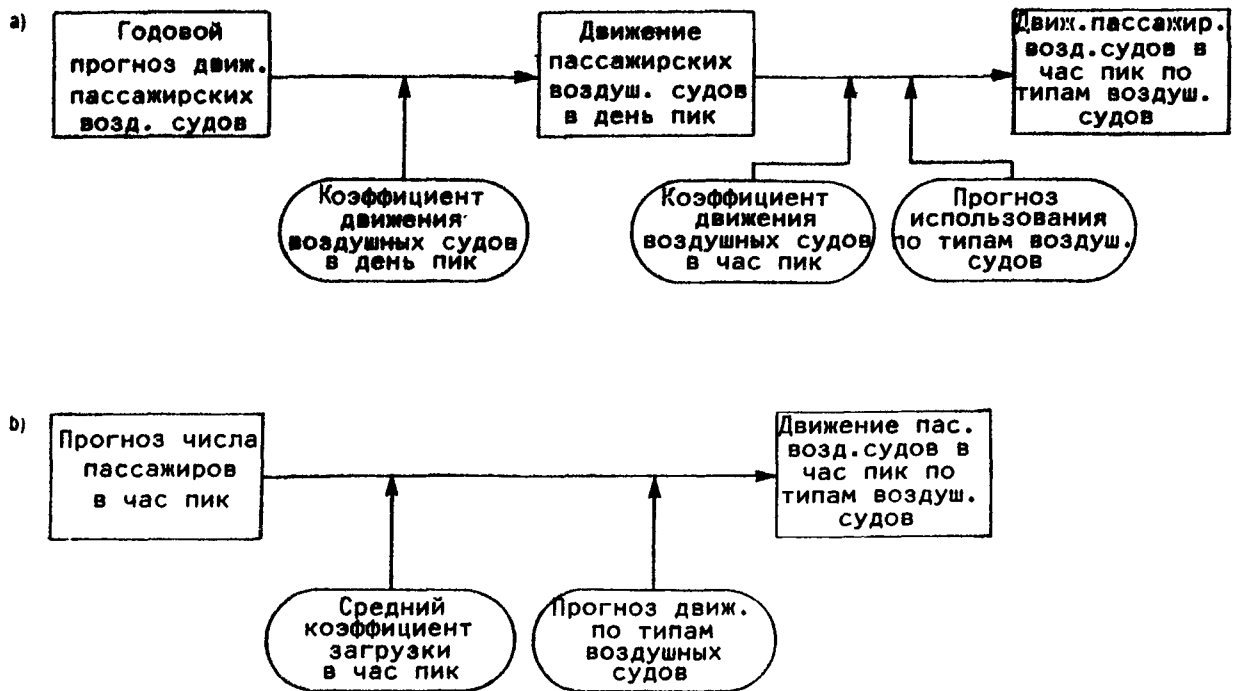 a)
Годовой
прогноз движ.
пассажирских
возд. судов
Движение
пассажирских
воздуш. судов
в день пик
Движ.пассажир.
возд.судов в
час пик по
типам воздуш.
судов
Коэффициент
движения
воздушных судов
в день пик
Коэффициент
движения
воздушных судов
в час пик
Прогноз
использования
по типам воздуш.
судов
b)
Прогноз числа
пассажиров
в час пик
Движение пас.
возд.судов в
час пик по
типам воздуш.
судов
Средний
коэффициент
загрузки
в час пик
Прогноз движ.
по типам
воздушных
судов